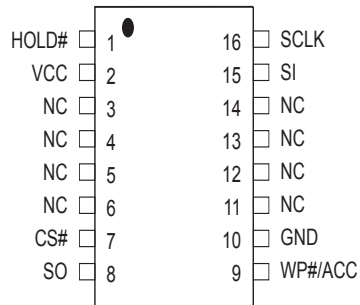 HOLD# 1 16 SCLK
VCC 2 15 SI
NC 3 14 NC
NC 4 13 NC
NC 5 12 NC
NC 6 11 NC
CS# 7 10 GND
SO 8 9 WP#/ACC